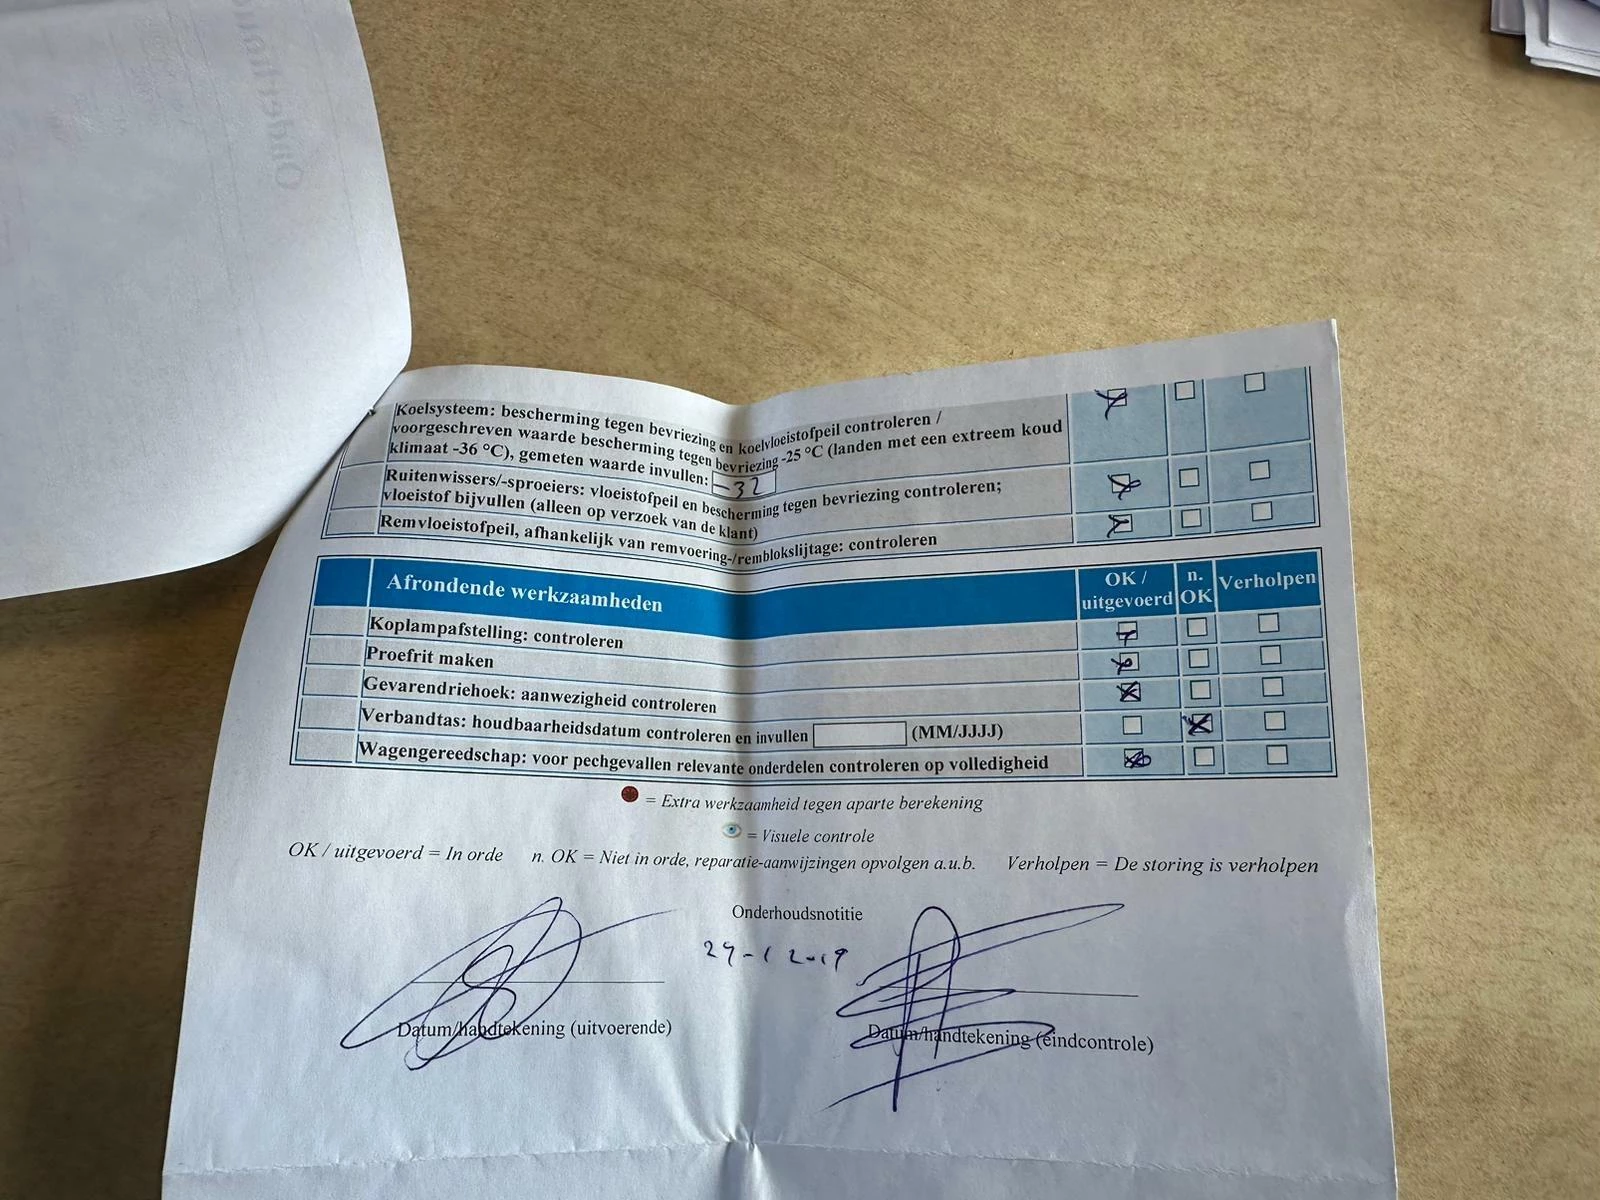 Koelsysteem: bescherming tegen bevriezing en koelvloeistofpeil controleren /
voorgeschreven waarde bescherming tegen bevriezing -25 °C (landen met een extreem koud
klimaat -36 °C), gemeten waarde invullen: -32
Ruitenwissers/-sproeiers: vloeistofpeil en bescherming tegen bevriezing controleren;
vloeistof bijvullen (alleen op verzoek van de klant)
Remvloeistofpeil, afhankelijk van remvoering-/remblokslijtage: controleren
Afrondende werkzaamheden OK / uitgevoerd n. OK Verholpen
Koplampafstelling: controleren
Proefrit maken
Gevarendriehoek: aanwezigheid controleren
Verbandtas: houdbaarheidsdatum controleren en invullen (MM/JJJJ)
Wagengereedschap: voor pechgevallen relevante onderdelen controleren op volledigheid
= Extra werkzaamheid tegen aparte berekening
= Visuele controle
OK / uitgevoerd = In orde n. OK = Niet in orde, reparatie-aanwijzingen opvolgen a.u.b. Verholpen = De storing is verholpen
Onderhoudsnotitie
Datum/handtekening (uitvoerende)
Datum/handtekening (eindcontrole)